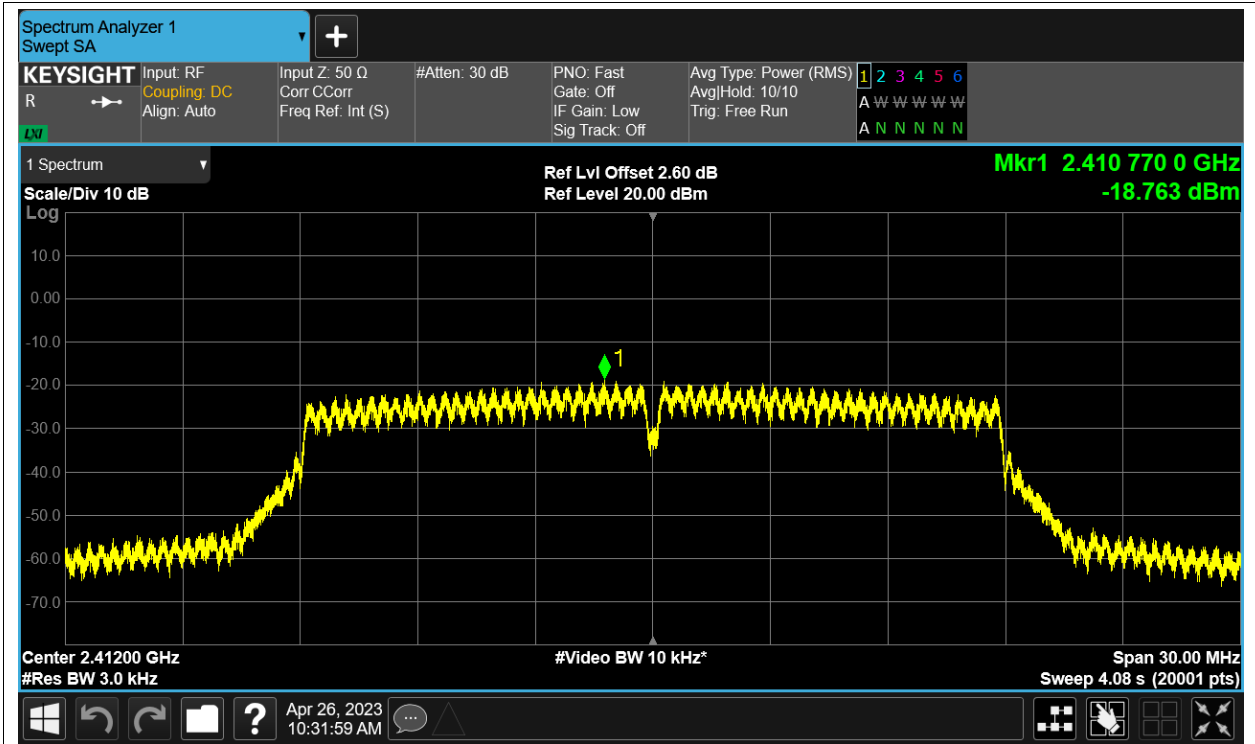 Spectrum Analyzer 1
Swept SA
+
KEYSIGHT
R
LXI
Input: RF
Coupling: DC
Align: Auto
Input Z: 50 Ω
Corr CCorr
Freq Ref: Int (S)
#Atten: 30 dB
PNO: Fast
Gate: Off
IF Gain: Low
Sig Track: Off
Avg Type: Power (RMS)
Avg|Hold: 10/10
Trig: Free Run
1 2 3 4 5 6
A W W W W W
A N N N N N
1 Spectrum
Scale/Div 10 dB
Ref Lvl Offset 2.60 dB
Ref Level 20.00 dBm
Mkr1 2.410 770 0 GHz
-18.763 dBm
Log
10.0
0.00
-10.0
-20.0
-30.0
-40.0
-50.0
-60.0
-70.0
1
Center 2.41200 GHz
#Res BW 3.0 kHz
#Video BW 10 kHz*
Span 30.00 MHz
Sweep 4.08 s (20001 pts)
?
Apr 26, 2023
10:31:59 AM